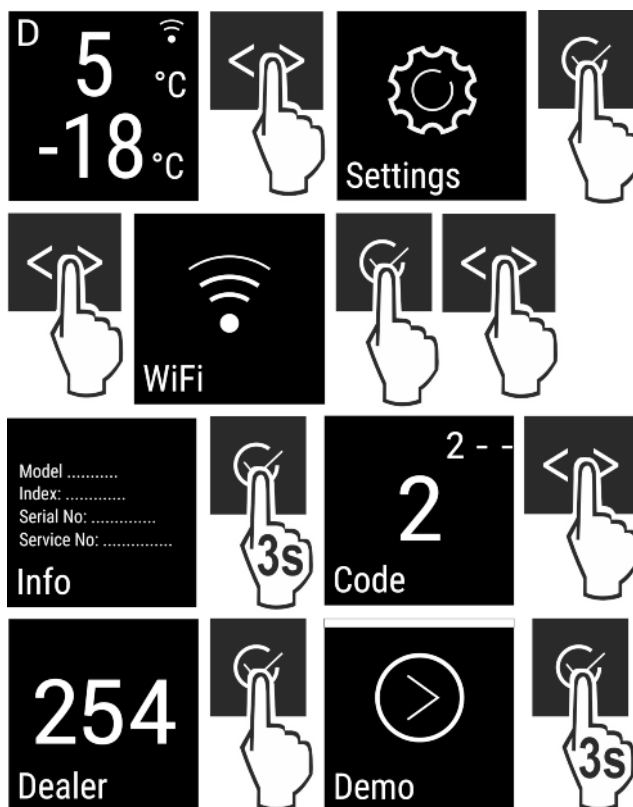 D
5 °C
-18 °C
< >
Settings
< >
WiFi
< >
Model ...........
Index: .............
Serial No: ..............
Service No: ...............
Info
3s
2 - -
2
Code
< >
254
Dealer
>
Demo
3s